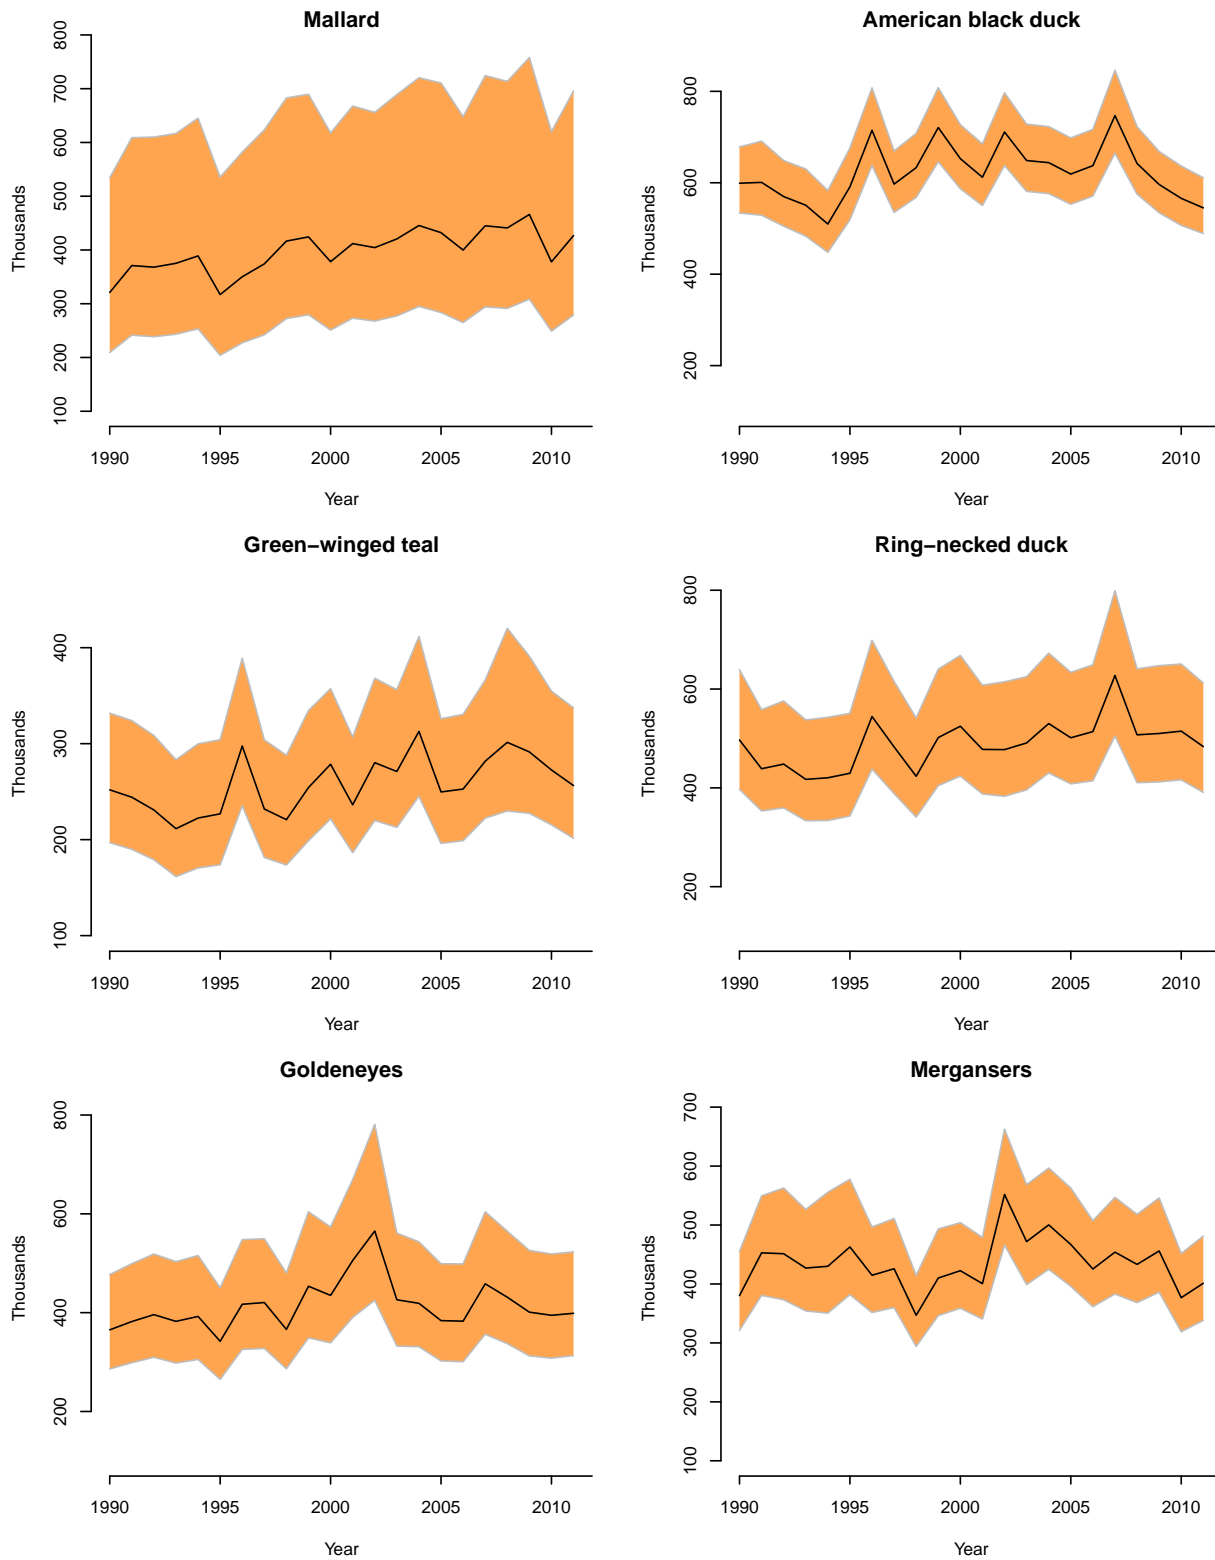 Mallard
Thousands
800
700
600
500
400
300
200
100
1990 1995 2000 2005 2010
Year
American black duck
Thousands
800
600
400
200
1990 1995 2000 2005 2010
Year
Green−winged teal
Thousands
400
300
200
100
1990 1995 2000 2005 2010
Year
Ring−necked duck
Thousands
800
600
400
200
1990 1995 2000 2005 2010
Year
Goldeneyes
Thousands
800
600
400
200
1990 1995 2000 2005 2010
Year
Mergansers
Thousands
700
600
500
400
300
200
100
1990 1995 2000 2005 2010
Year